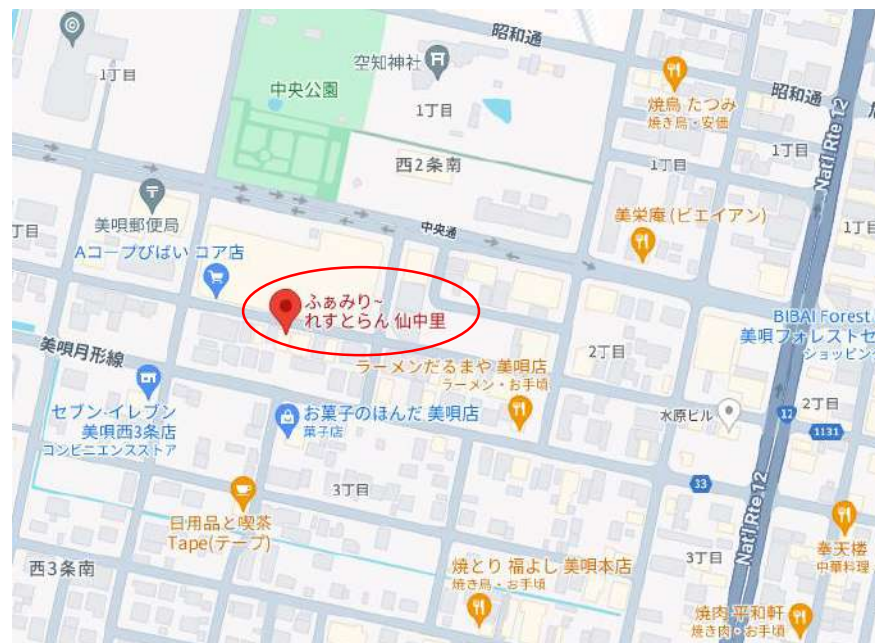 昭和通
1丁目
空知神社
中央公園
1丁目
焼鳥 たつみ
焼き鳥・安価
昭和通
Nat'l Rte 12
西2条南
1丁目
1丁目
美唄郵便局
丁目
中央通
美栄庵 (ビエイアン)
1丁目
Aコープびばい コア店
ふぁみり~
れすとらん 仙中里
BIBAI Forest
美唄フォレストセ
ショッピング
美唄月形線
2丁目
ラーメンだるまや 美唄店
ラーメン・お手頃
セブン-イレブン
美唄西3条店
コンビニエンスストア
お菓子のほんだ 美唄店
菓子店
水原ビル
12
2丁目
1131
33
3丁目
Nat'l Rte 12
日用品と喫茶
Tape(テープ)
西3条南
焼とり 福よし 美唄本店
焼き鳥・お手頃
3丁目
奉天楼
中華料理
焼肉 平和軒
焼き肉・お手頃